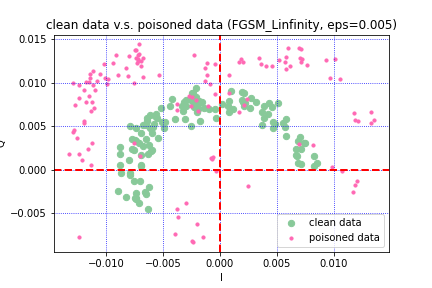 clean data v.s. poisoned data (FGSM_Linfinity, eps=0.005)
0.015
0.010
0.005
0.000
−0.005
−0.010 −0.005 0.000 0.005 0.010
clean data
poisoned data